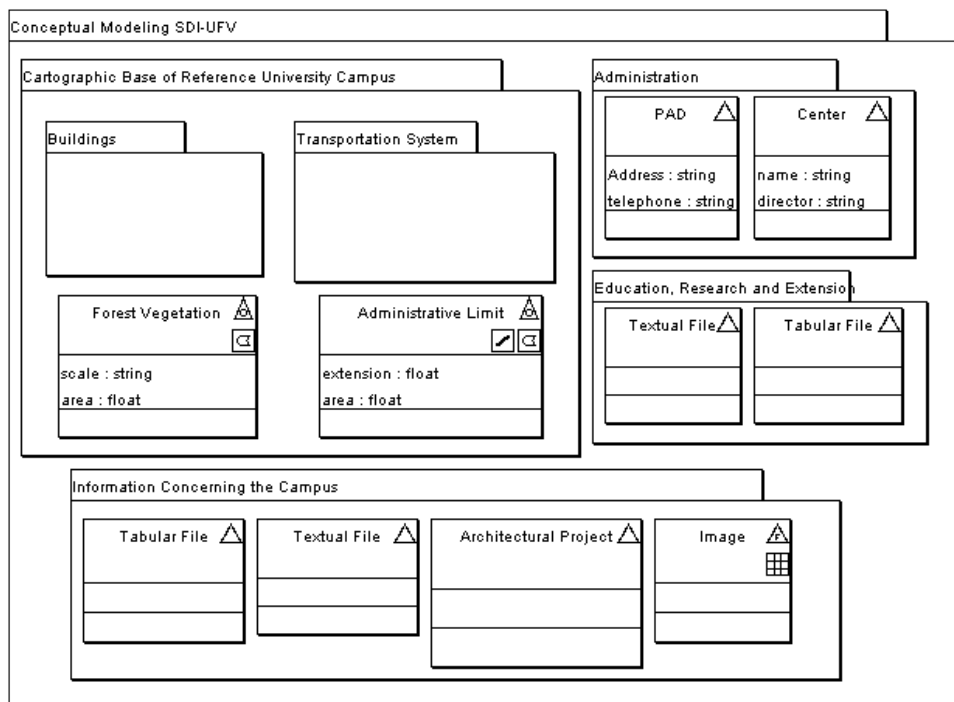 Conceptual Modeling SDI-UFV
Cartographic Base of Reference University Campus
Buildings
Transportation System
Forest Vegetation
scale : string
area : float
Administrative Limit
extension : float
area : float
Administration
PAD
Address : string
telephone : string
Center
name : string
director : string
Education, Research and Extension
Textual File
Tabular File
Information Concerning the Campus
Tabular File
Textual File
Architectural Project
Image
F